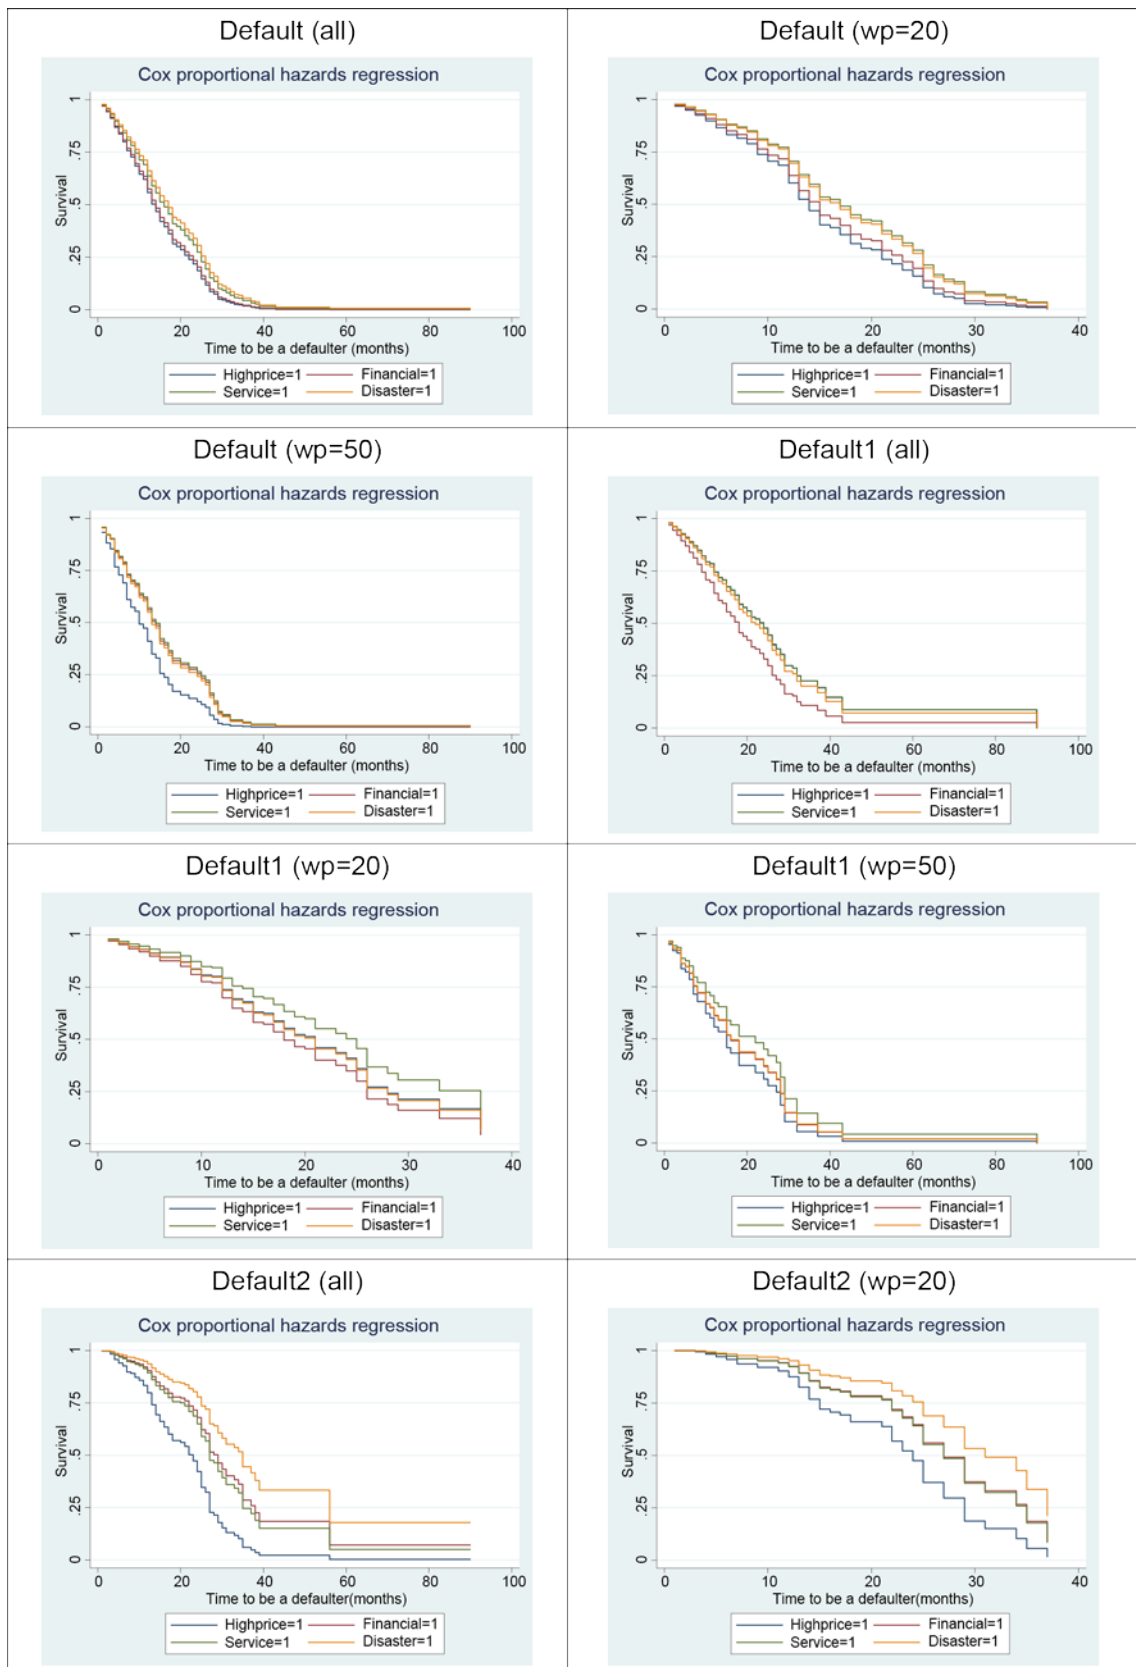 Default (all)
Cox proportional hazards regression
Survival
1
.75
.5
.25
0
0 20 40 60 80 100
Time to be a defaulter (months)
Highprice=1 Financial=1
Service=1 Disaster=1
Default (wp=20)
Cox proportional hazards regression
Survival
1
.75
.5
.25
0
0 10 20 30 40
Time to be a defaulter (months)
Highprice=1 Financial=1
Service=1 Disaster=1
Default (wp=50)
Cox proportional hazards regression
Survival
1
.75
.5
.25
0
0 20 40 60 80 100
Time to be a defaulter (months)
Highprice=1 Financial=1
Service=1 Disaster=1
Default1 (all)
Cox proportional hazards regression
Survival
1
.75
.5
.25
0
0 20 40 60 80 100
Time to be a defaulter (months)
Highprice=1 Financial=1
Service=1 Disaster=1
Default1 (wp=20)
Cox proportional hazards regression
Survival
1
.75
.5
.25
0
0 10 20 30 40
Time to be a defaulter (months)
Highprice=1 Financial=1
Service=1 Disaster=1
Default1 (wp=50)
Cox proportional hazards regression
Survival
1
.75
.5
.25
0
0 20 40 60 80 100
Time to be a defaulter (months)
Highprice=1 Financial=1
Service=1 Disaster=1
Default2 (all)
Cox proportional hazards regression
Survival
1
.75
.5
.25
0
0 20 40 60 80 100
Time to be a defaulter(months)
Highprice=1 Financial=1
Service=1 Disaster=1
Default2 (wp=20)
Cox proportional hazards regression
Survival
1
.75
.5
.25
0
0 10 20 30 40
Time to be a defaulter(months)
Highprice=1 Financial=1
Service=1 Disaster=1